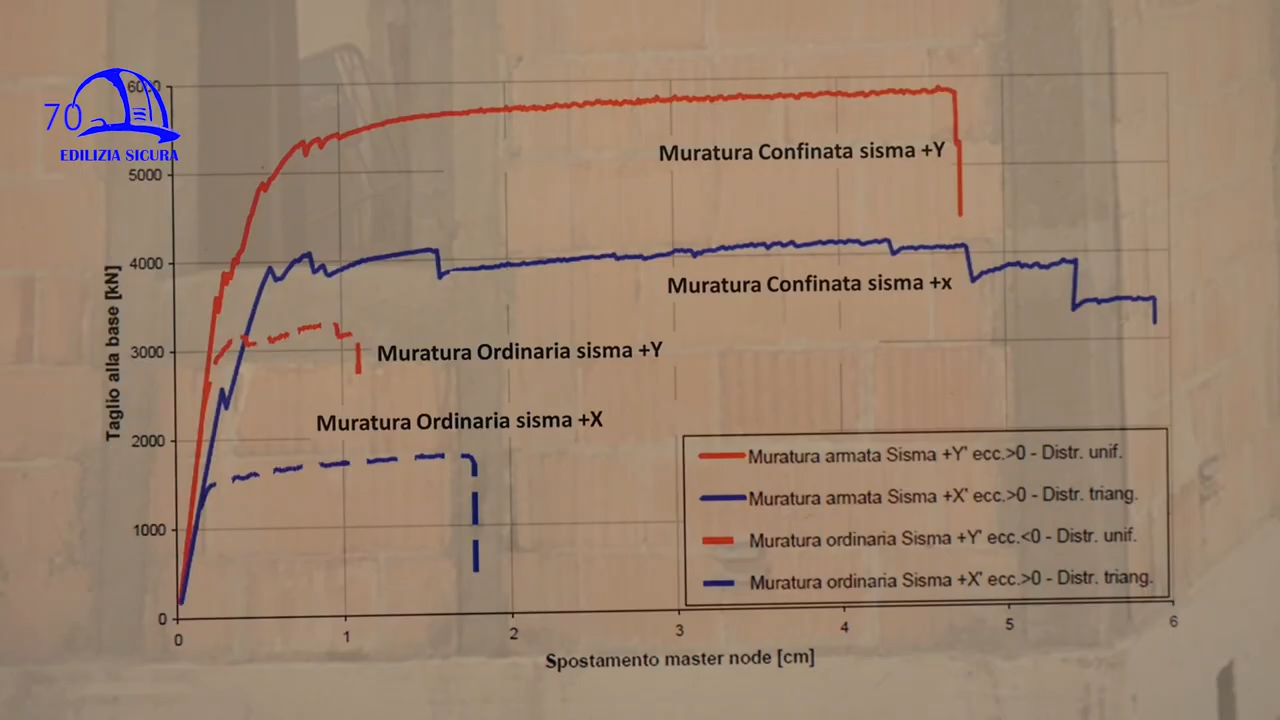 70
EDILIZIA SICURA
6000
5000
4000
3000
2000
1000
0
Taglio alla base [kN]
Muratura Confinata sisma +Y
Muratura Confinata sisma +x
Muratura Ordinaria sisma +Y
Muratura Ordinaria sisma +X
Muratura armata Sisma +Y' ecc.>0 - Distr. unif.
Muratura armata Sisma +X' ecc.>0 - Distr. triang.
Muratura ordinaria Sisma +Y' ecc.<0 - Distr. unif.
Muratura ordinaria Sisma +X' ecc.>0 - Distr. triang.
0 1 2 3 4 5 6
Spostamento master node [cm]